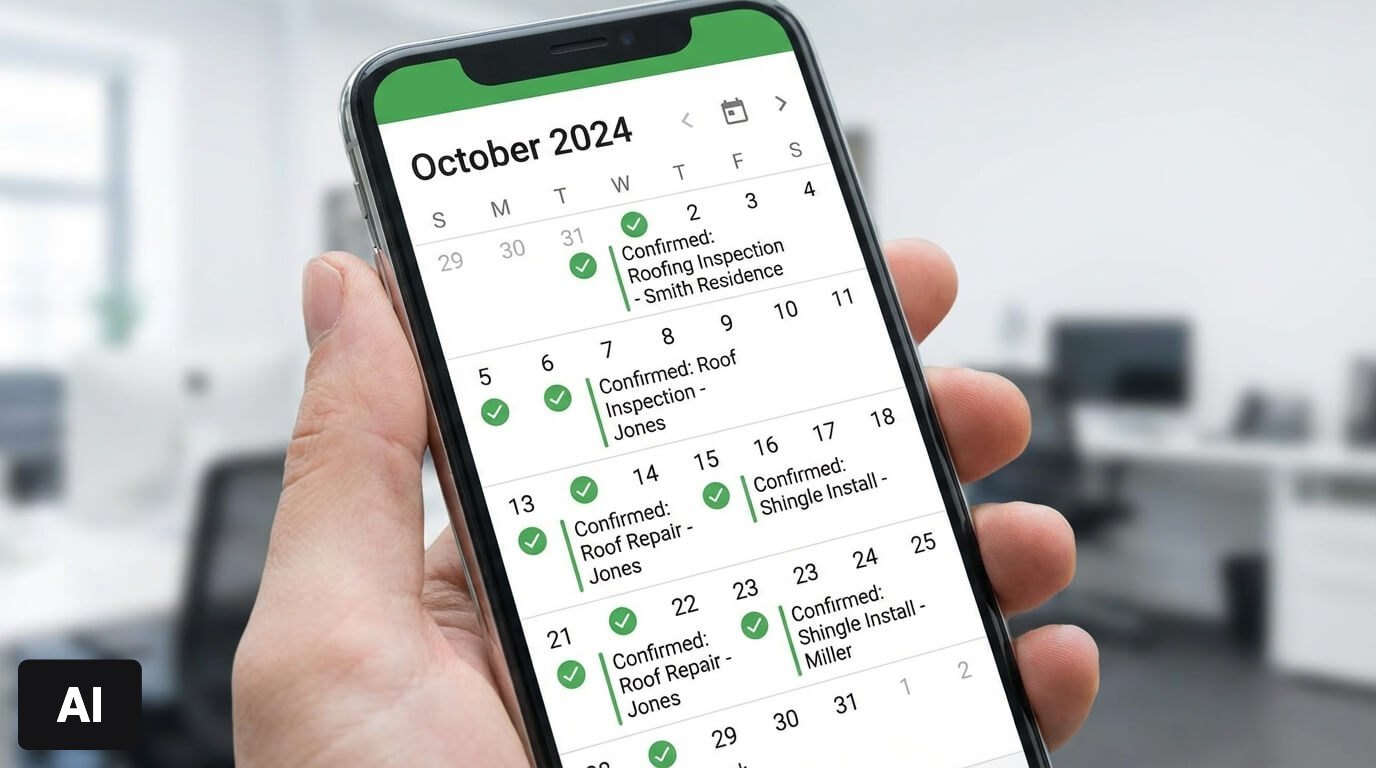 October 2024
S M T W T F S
29 30 31 2 3 4
Confirmed:
Roofing Inspection
- Smith Residence
5 6 7 8 9 10 11
Confirmed: Roof
Inspection -
Jones
13 14 15 16 17 18
Confirmed:
Roof Repair -
Jones
Confirmed:
Shingle Install -
21 22 23 23 24 25
Confirmed:
Roof Repair -
Jones
Confirmed:
Shingle Install -
Miller
29 30 31 1 2
AI